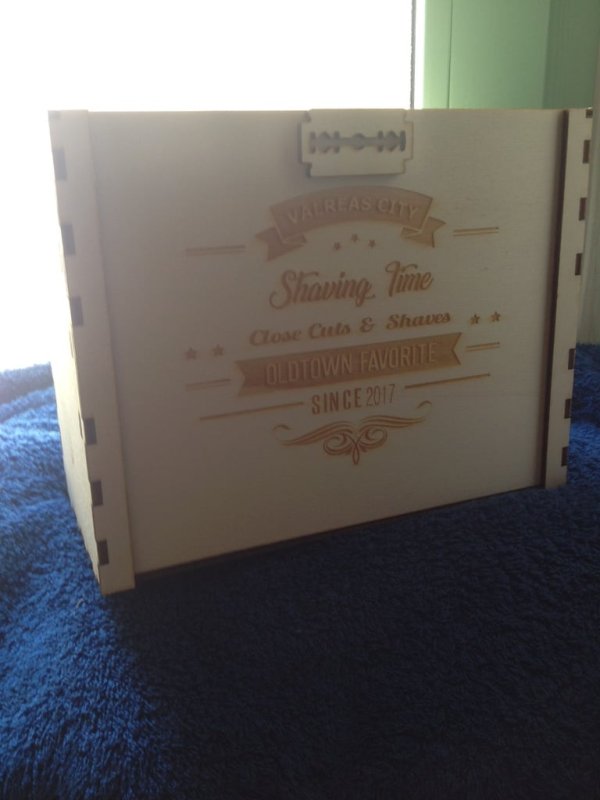 VALREAS CITY
Shaving Time
Close Cuts & Shaves
OLDTOWN FAVORITE
SINCE 2017